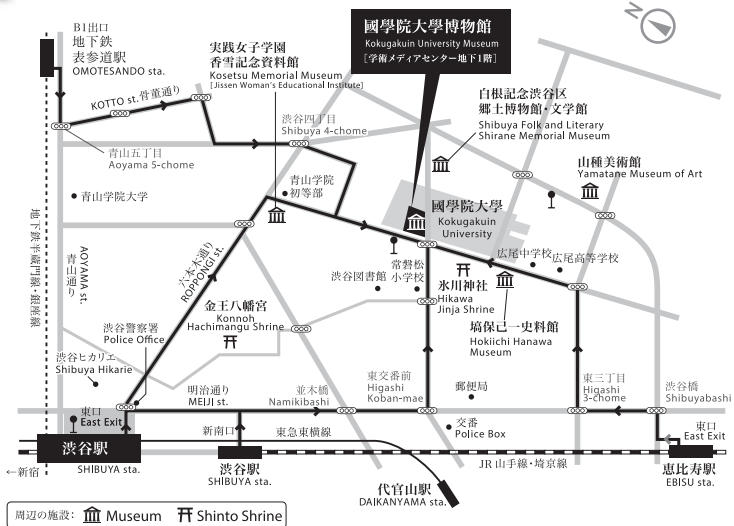 B1出口
地下鉄
表参道駅
OMOTESANDO sta.
KOTTO st. 骨董通り
青山五丁目
Aoyama 5-chome
実践女子学園
香雪記念資料館
Kosetsu Memorial Museum
[Jissen Women's Educational Institute]
渋谷四丁目
Shibuya 4-chome
國學院大學博物館
Kokugakuin University Museum
[学術メディアセンター地下1階]
N
白根記念渋谷区
郷土博物館・文学館
Shibuya Folk and Literary
Shirane Memorial Museum
山種美術館
Yamatane Museum of Art
青山学院
初等部
青山学院大学
國學院大學
Kokugakuin
University
地下鉄半蔵門線・銀座線
青山通り
AOYAMA st.
六本木通り
ROPPONGI st.
常磐松
小学校
渋谷図書館
氷川神社
Hikawa
Jinja Shrine
広尾中学校
広尾高等学校
塙保己一史料館
Hokiichi Hanawa
Museum
金王八幡宮
Konnoh
Hachimangu Shrine
渋谷警察署
Police Office
渋谷ヒカリエ
Shibuya Hikarie
明治通り
MEIJI st.
並木橋
Namikibashi
東交番前
Higashi
Koban-mae
郵便局
交番
Police Box
東三丁目
Higashi
3-chome
渋谷橋
Shibuyabashi
東口
East Exit
東口
East Exit
新南口
東急東横線
渋谷駅
SHIBUYA sta.
渋谷駅
SHIBUYA sta.
←新宿
JR山手線・埼京線
恵比寿駅
EBISU sta.
代官山駅
DAIKANYAMA sta.
周辺の施設： Museum Shinto Shrine